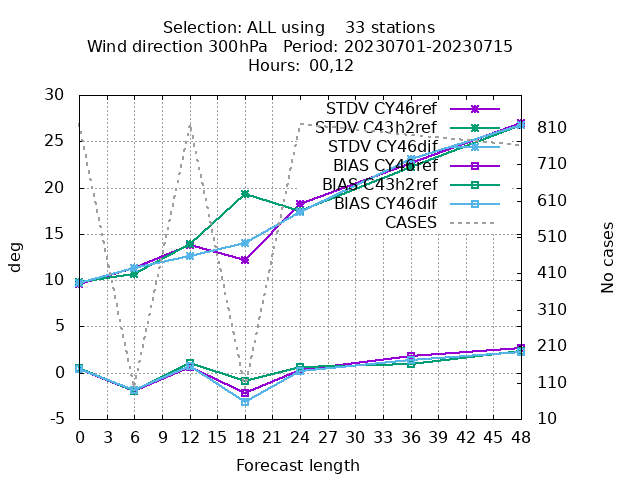 Selection: ALL using    33 stations
Wind direction 300hPa   Period: 20230701-20230715
Hours: 00,12
STDV CY46ref
STDV C43h2ref
STDV CY46dif
BIAS CY46ref
BIAS C43h2ref
BIAS CY46dif
CASES
30
25
20
15
10
5
0
-5
deg
810
710
610
510
410
310
210
110
10
No cases
0 3 6 9 12 15 18 21 24 27 30 33 36 39 42 45 48
Forecast length